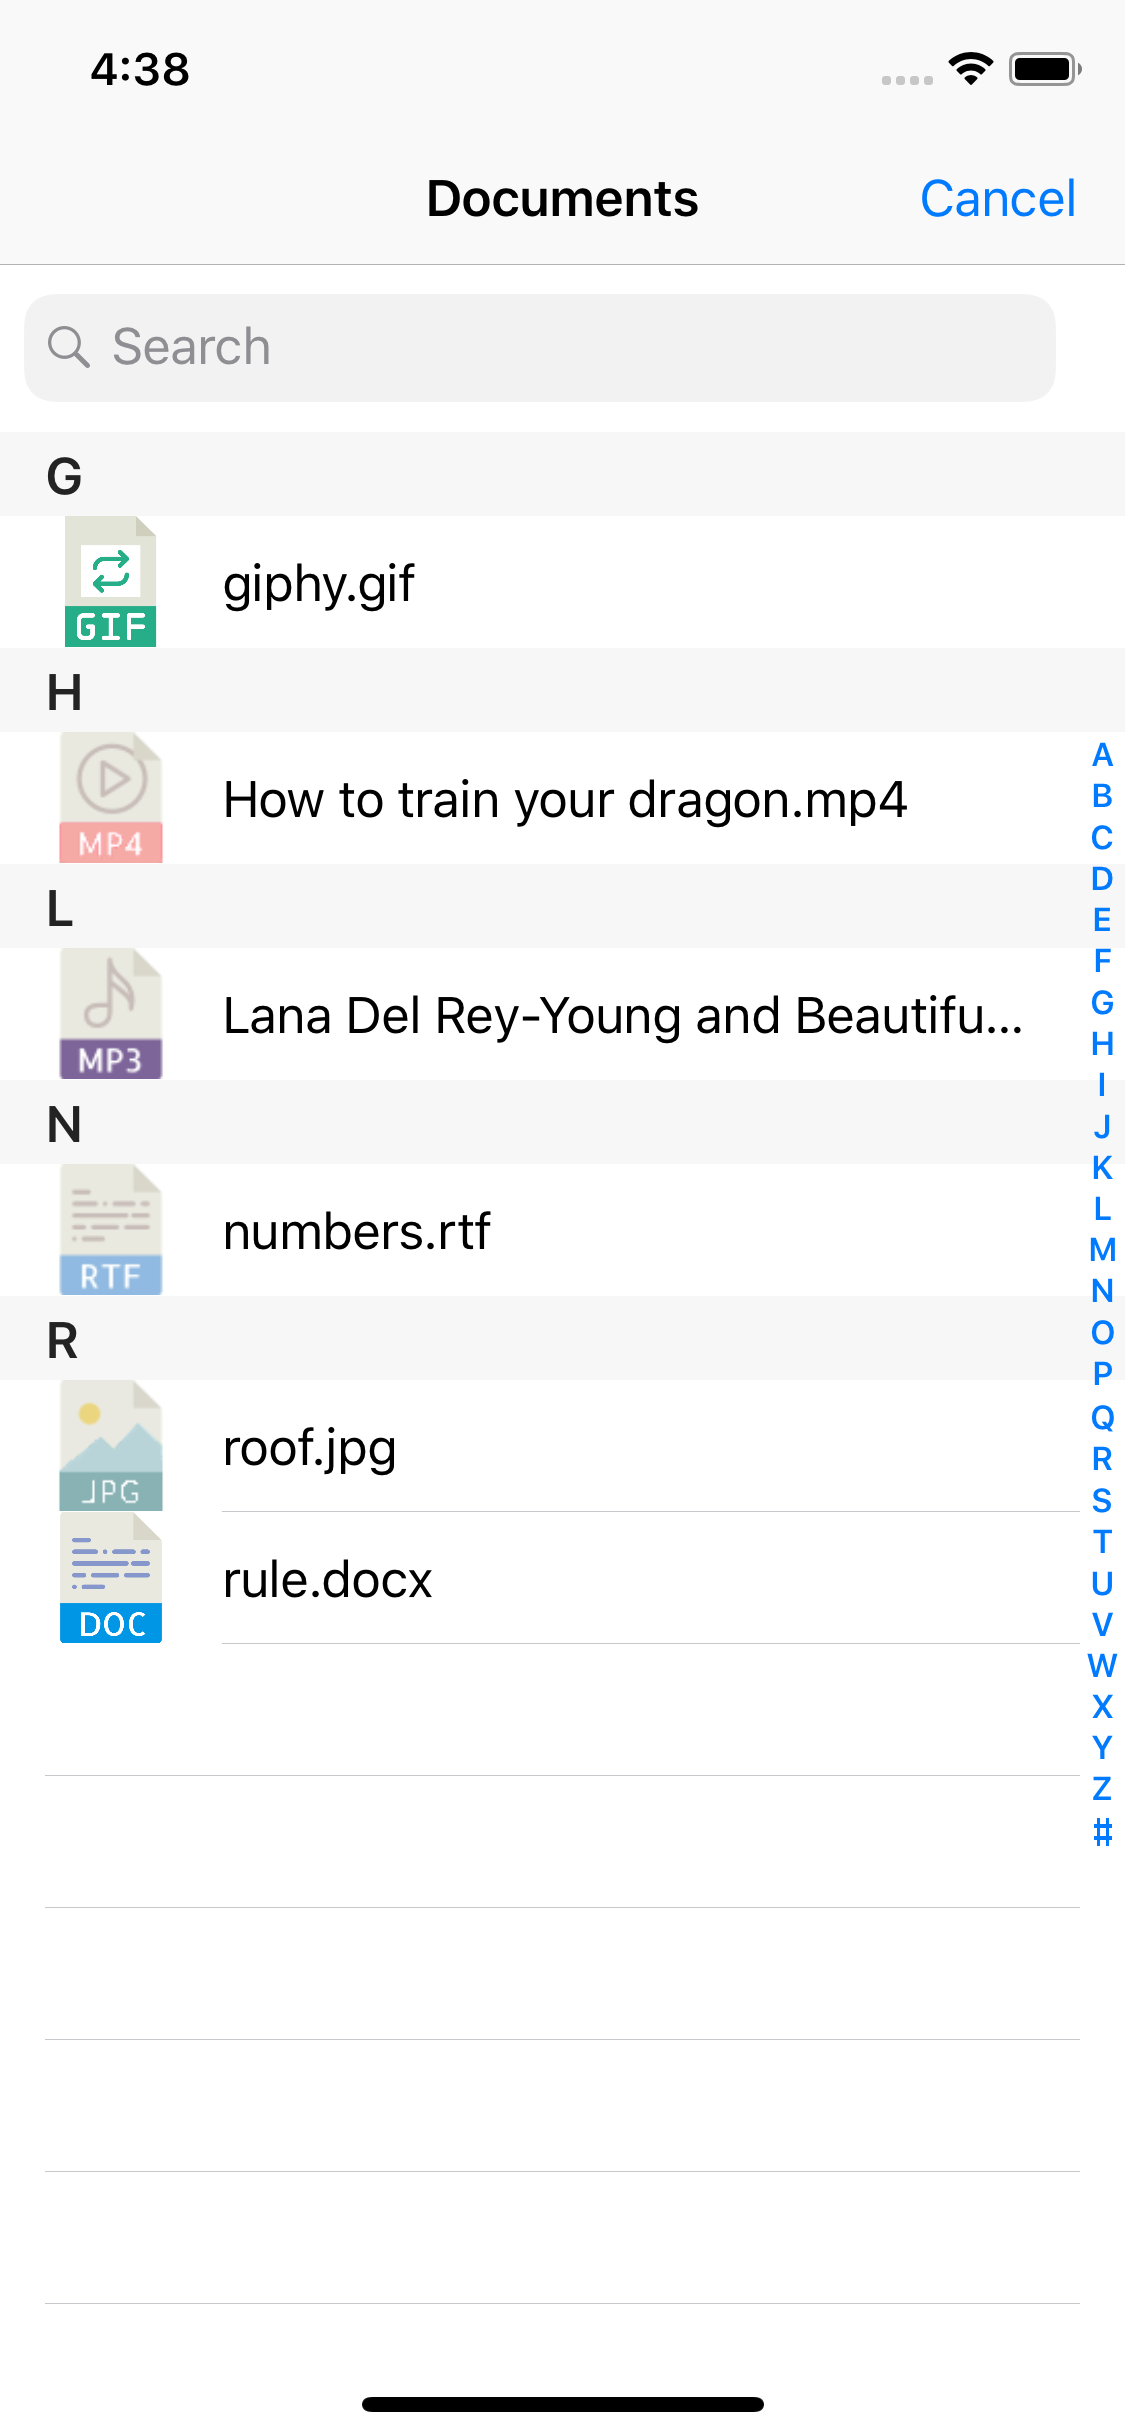 4:38
Documents
Cancel
Search
G
GIF
giphy.gif
H
MP4
How to train your dragon.mp4
L
MP3
Lana Del Rey-Young and Beautifu...
N
RTF
numbers.rtf
R
JPG
roof.jpg
DOC
rule.docx
A
B
C
D
E
F
G
H
I
J
K
L
M
N
O
P
Q
R
S
T
U
V
W
X
Y
Z
#